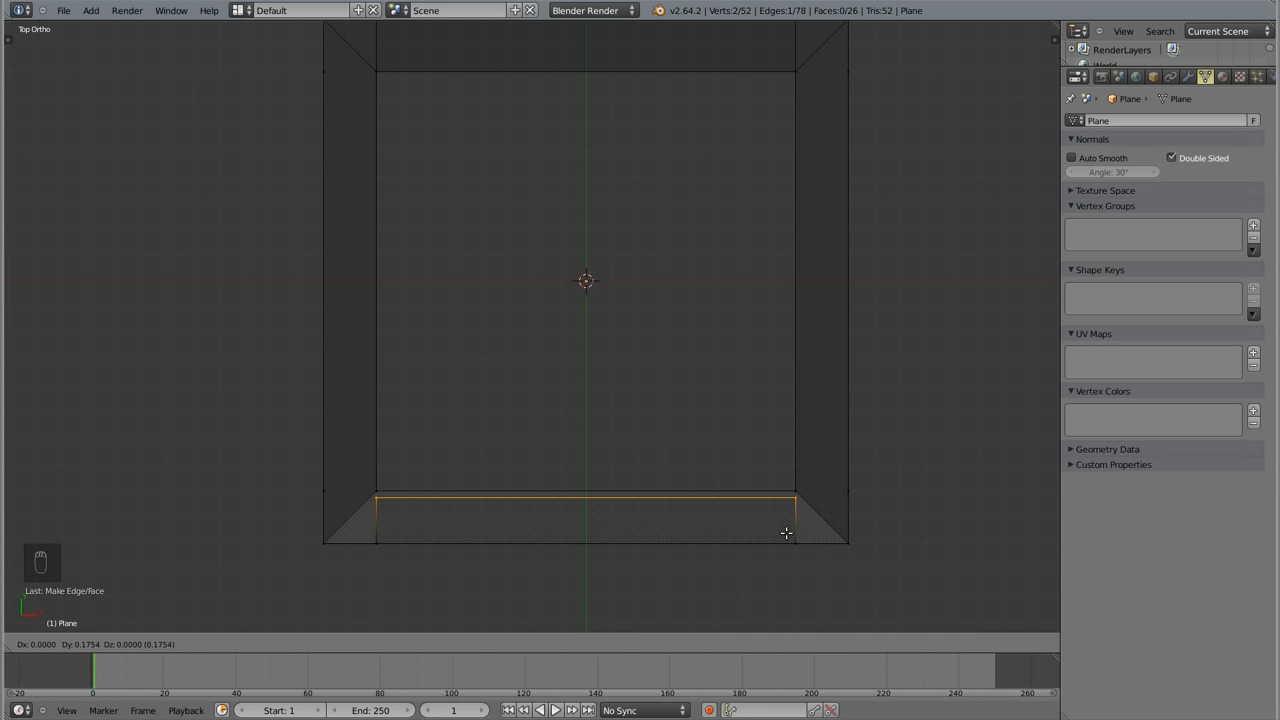 File Add Render Window Help Default Scene Blender Render v2.64.2 | Verts:2/52 | Edges:1/78 | Faces:0/26 | Tris:52 | Plane
Top Ortho
View Search Current Scene
RenderLayers
World
Plane Plane
Plane F
Normals
Auto Smooth Double Sided
Angle: 30°
Texture Space
Vertex Groups
Shape Keys
UV Maps
Vertex Colors
Geometry Data
Custom Properties
Last: Make Edge/Face
(1) Plane
Dx: 0.0000 Dy: 0.1754 Dz: 0.0000 (0.1754)
-20 0 20 40 60 80 100 120 140 160 180 200 220 240 260
View Marker Frame Playback Start: 1 End: 250 1 No Sync